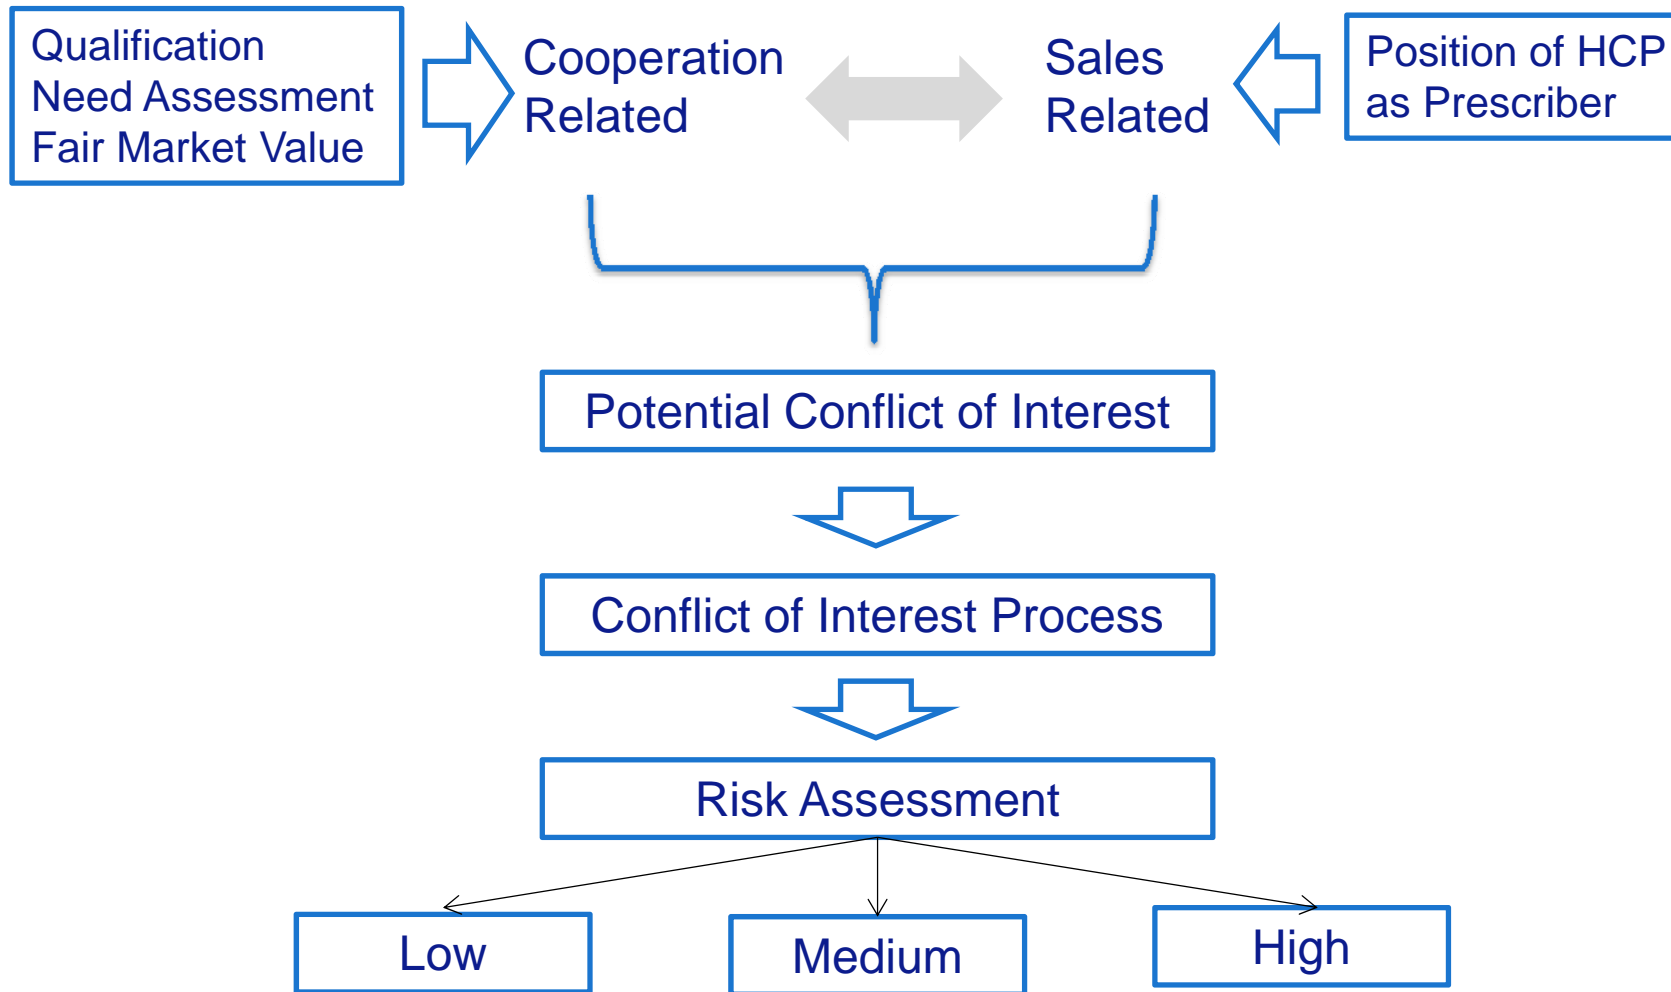 Qualification
Need Assessment
Fair Market Value
Cooperation
Related
Sales
Related
Position of HCP
as Prescriber
Potential Conflict of Interest
Conflict of Interest Process
Risk Assessment
Low
Medium
High